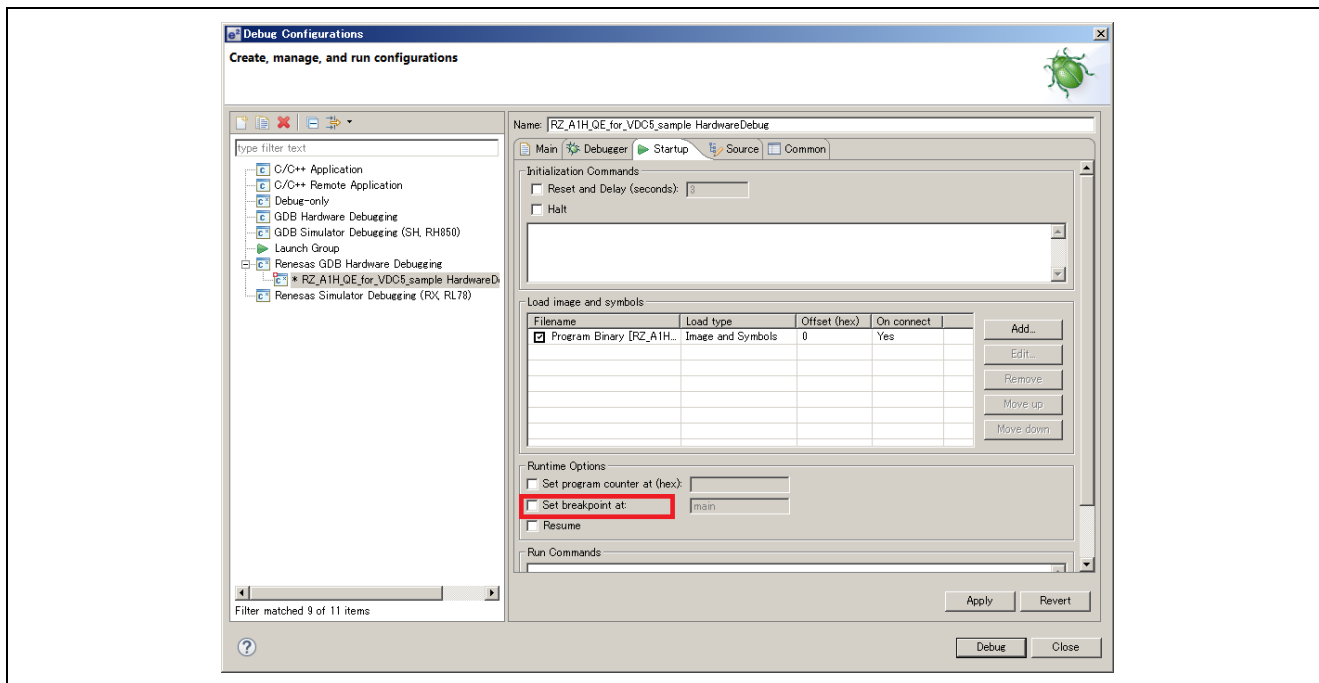 e² Debug Configurations
Create, manage, and run configurations
type filter text
C/C++ Application
C/C++ Remote Application
Debug-only
GDB Hardware Debugging
GDB Simulator Debugging (SH, RH850)
Launch Group
Renesas GDB Hardware Debugging
* RZ_A1H_QE_for_VDC5_sample HardwareD
Renesas Simulator Debugging (RX, RL78)
Filter matched 9 of 11 items
Name: RZ_A1H_QE_for_VDC5_sample HardwareDebug
Main Debugger Startup Source Common
Initialization Commands
Reset and Delay (seconds): 3
Halt
Load image and symbols
Filename Load type Offset (hex) On connect
Program Binary [RZ_A1H... Image and Symbols 0 Yes
Add...
Edit...
Remove
Move up
Move down
Runtime Options
Set program counter at (hex):
Set breakpoint at: main
Resume
Run Commands
Apply Revert
? Debug Close